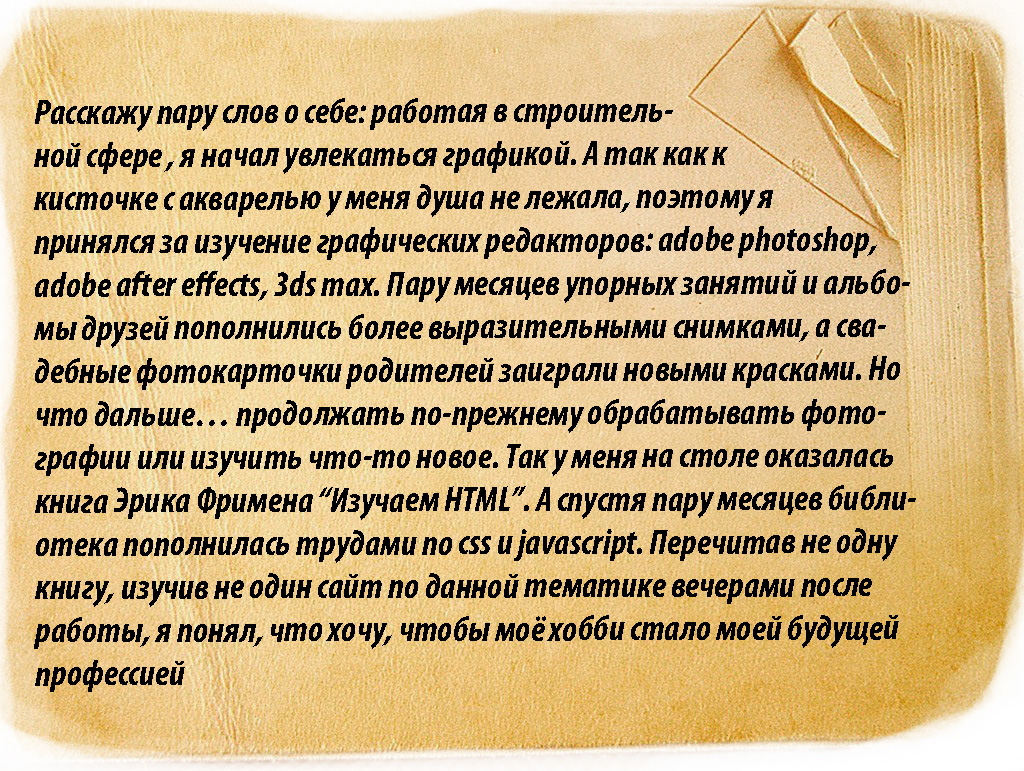 Расскажу пару слов о себе: работая в строитель-
ной сфере , я начал увлекаться графикой. А так как к
кисточке с акварелью у меня душа не лежала, поэтому я
принялся за изучение графических редакторов: adobe photoshop,
adobe after effects, 3ds max. Пару месяцев упорных занятий и альбо-
мы друзей пополнились более выразительными снимками, а сва-
дебные фотокарточки родителей заиграли новыми красками. Но
что дальше… продолжать по-прежнему обрабатывать фото-
графии или изучить что-то новое. Так у меня на столе оказалась
книга Эрика Фримена “Изучаем HTML”. А спустя пару месяцев библи-
отека пополнилась трудами по css и javascript. Перечитав не одну
книгу, изучив не один сайт по данной тематике вечерами после
работы, я понял, что хочу, чтобы моё хобби стало моей будущей
профессией